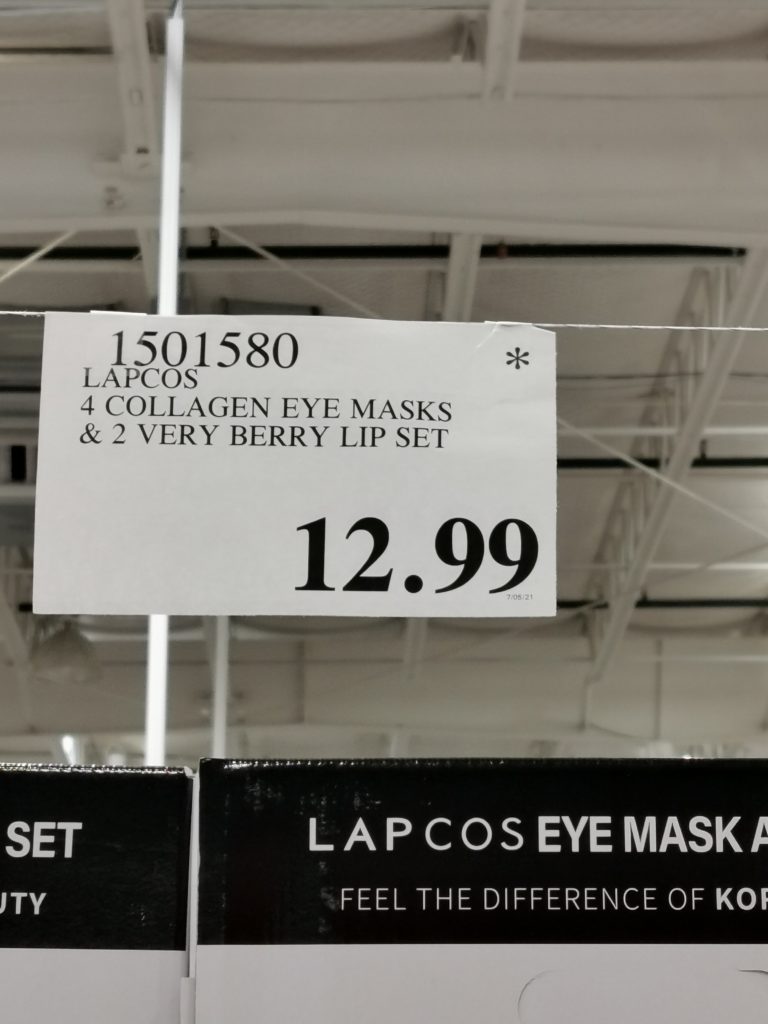 1501580
*
LAPCOS
4 COLLAGEN EYE MASKS
& 2 VERY BERRY LIP SET
12.99
7/05/21
SET
UTY
LAPCOS EYE MASK A
FEEL THE DIFFERENCE OF KOR